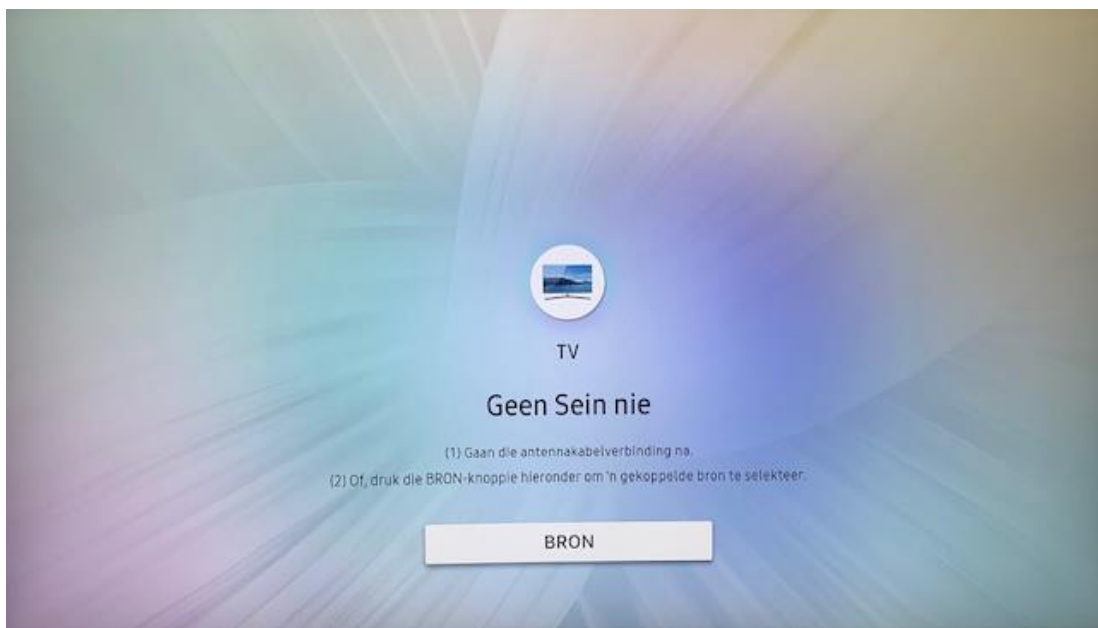 TV
Geen Sein nie
(1) Gaan die antennakabelverbinding na.
(2) Of, druk die BRON-knoppie hieronder om 'n gekoppelde bron te selekteer.
BRON